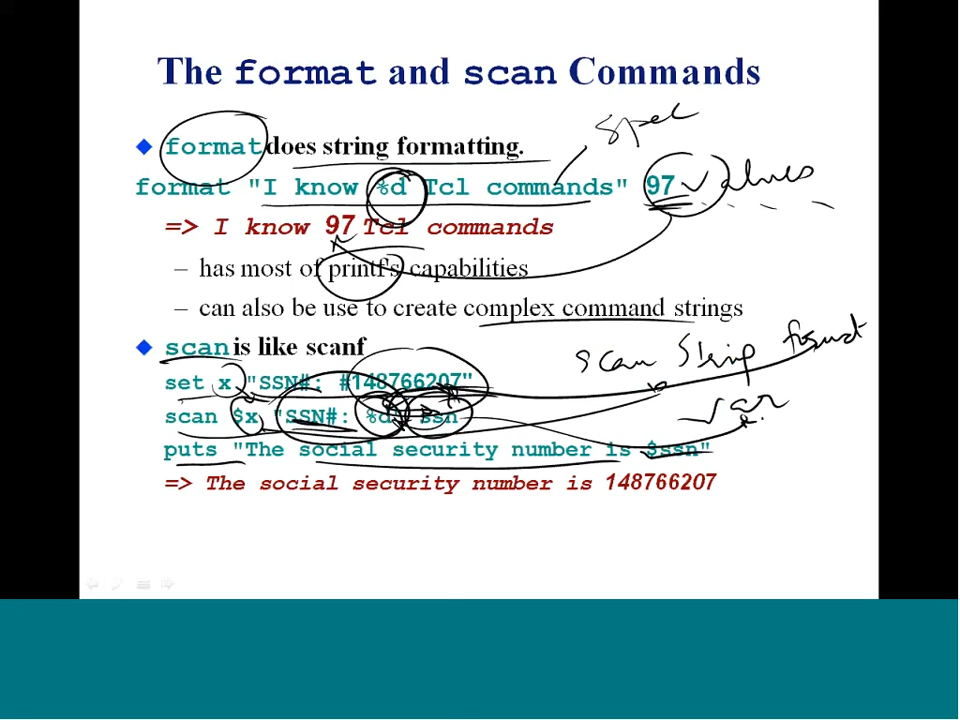 The format and scan Commands
format does string formatting.
spec
format "I know %d Tcl commands" 97
values
=> I know 97 Tcl commands
– has most of printf's capabilities
– can also be use to create complex command strings
scan is like scanf
scan string format
set x "SSN#: #148766207"
var
scan $x "SSN#: %d" ssn
puts "The social security number is $ssn"
=> The social security number is 148766207